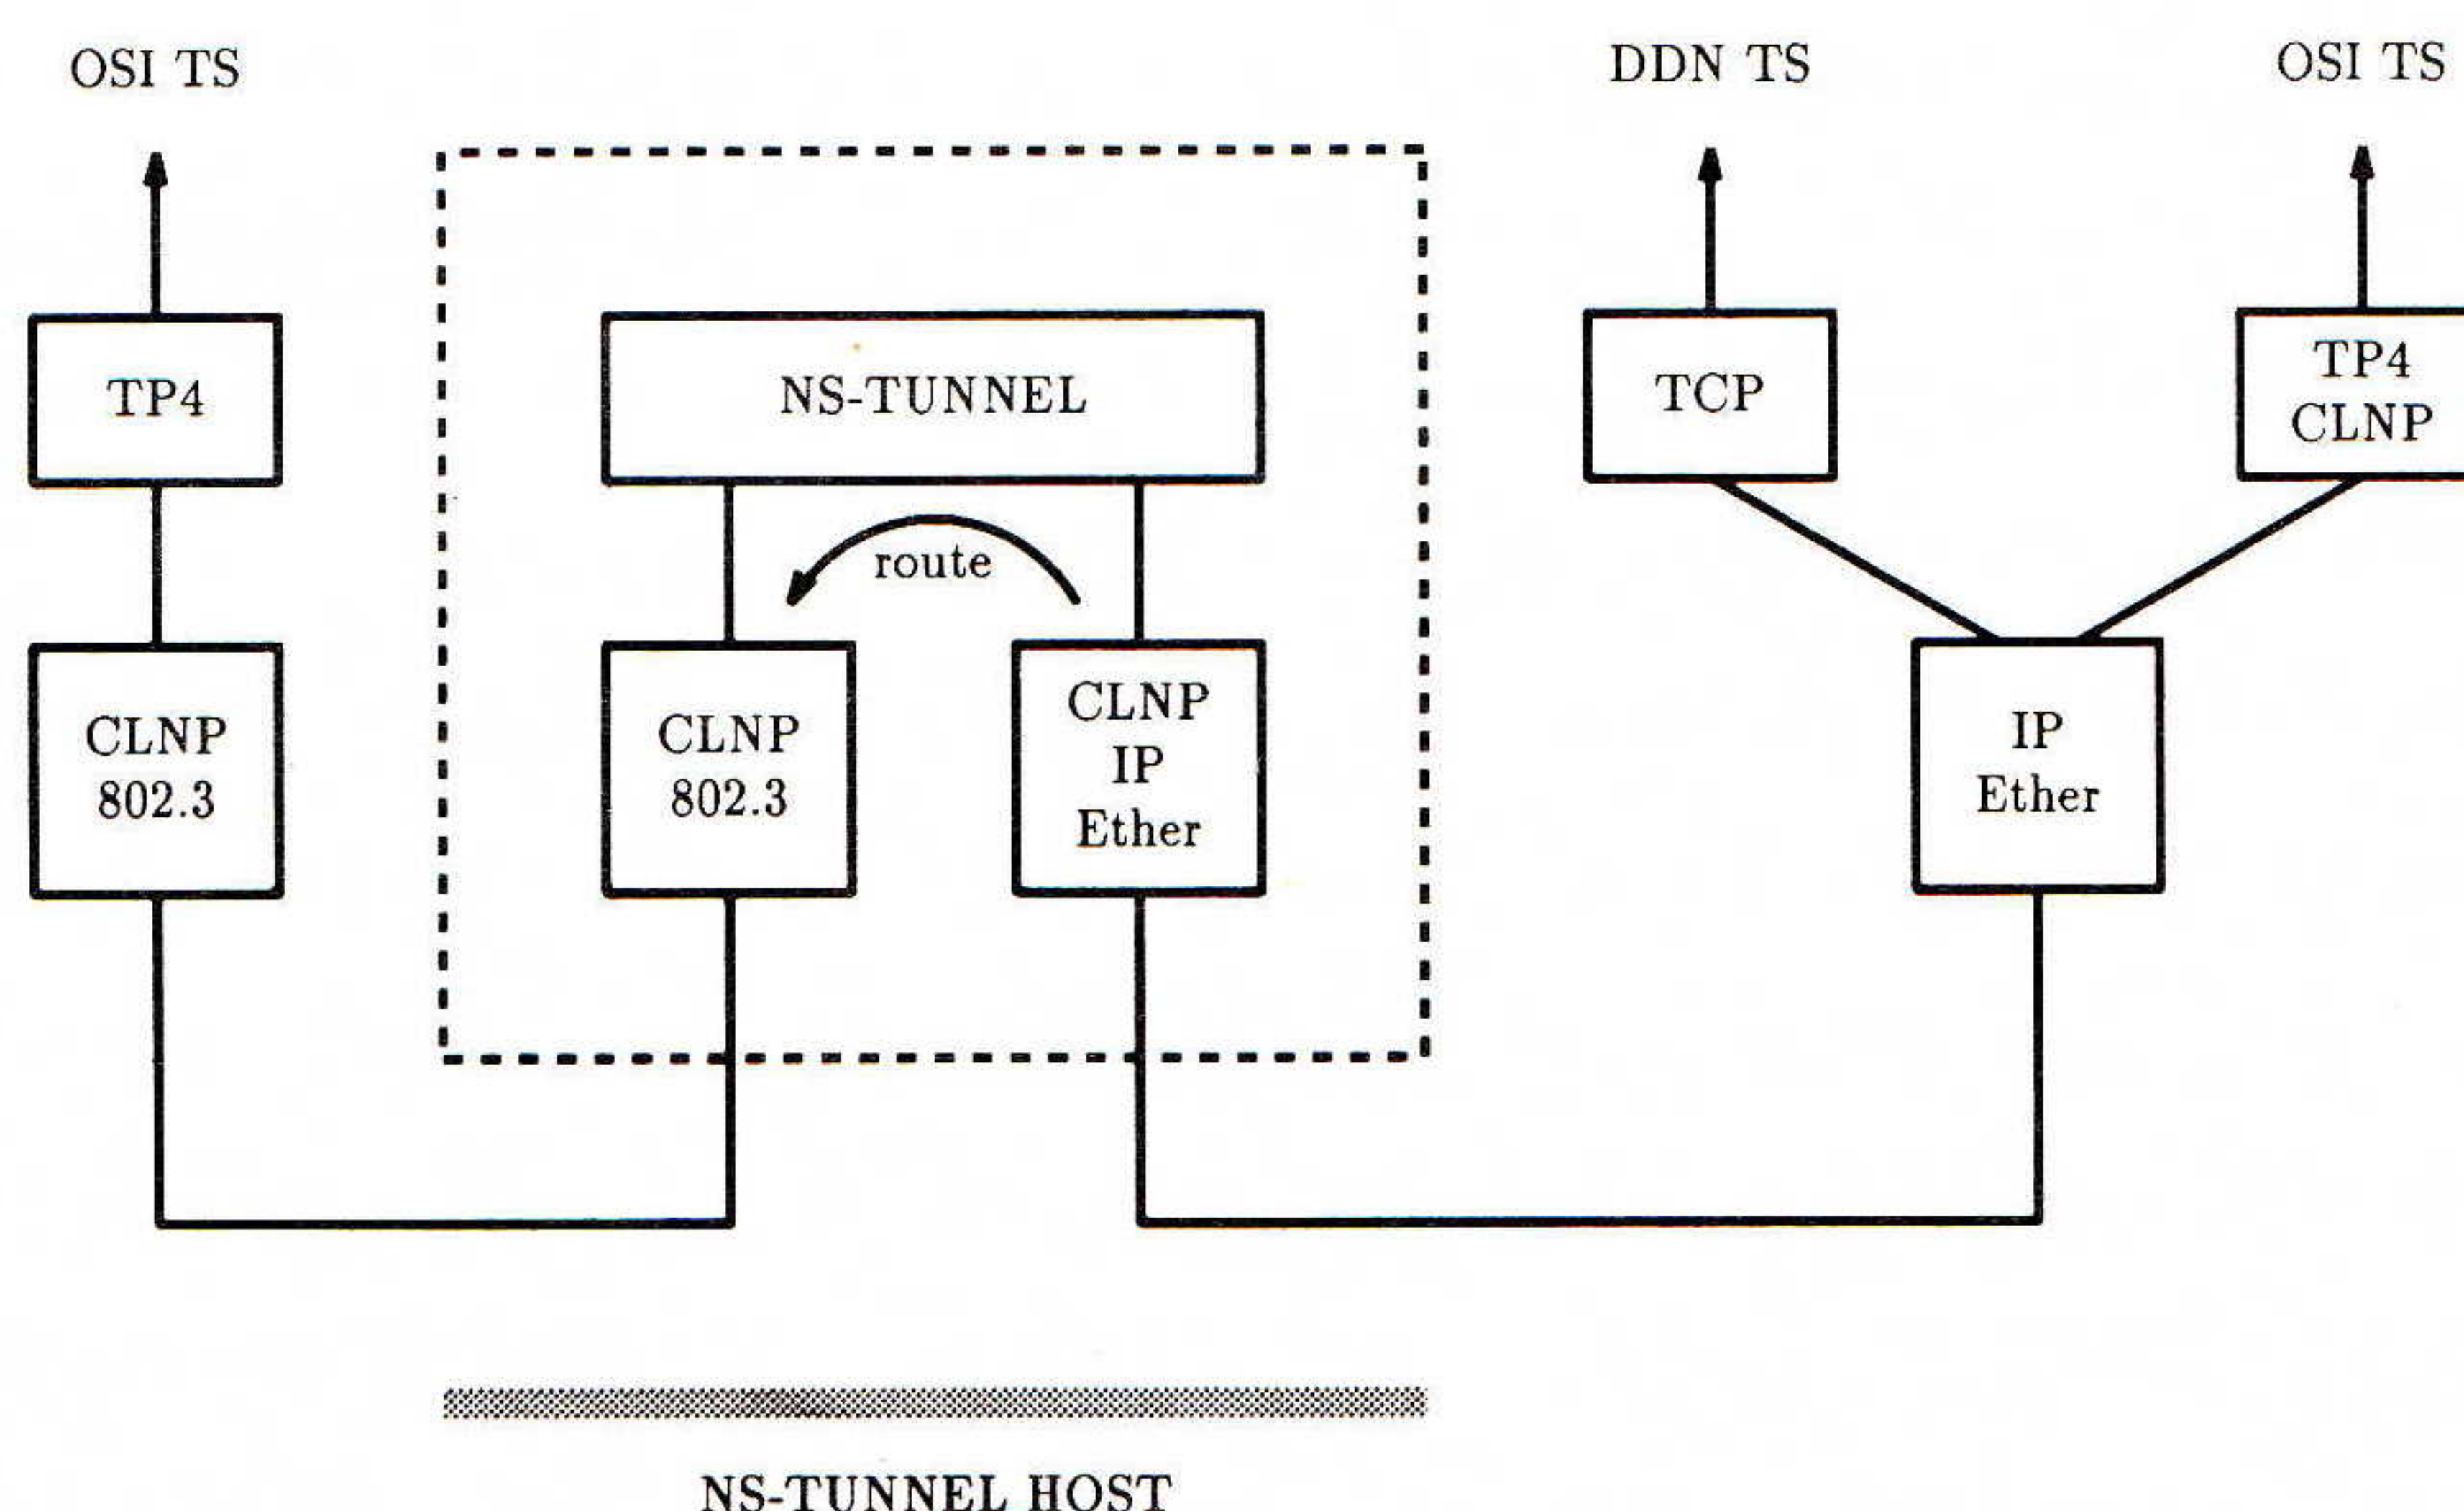 OSI TS
DDN TS
OSI TS
TP4
NS-TUNNEL
TCP
TP4
CLNP
route
CLNP
802.3
CLNP
802.3
CLNP
IP
Ether
IP
Ether
NS-TUNNEL HOST